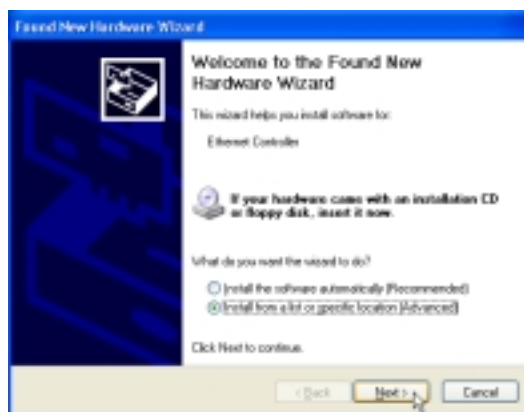 Found New Hardware Wizard
Welcome to the Found New
Hardware Wizard
This wizard helps you install software for:
Ethernet Controller
If your hardware came with an installation CD
or floppy disk, insert it now.
What do you want the wizard to do?
Install the software automatically (Recommended)
Install from a list or specific location (Advanced)
Click Next to continue.
< Back Next > Cancel